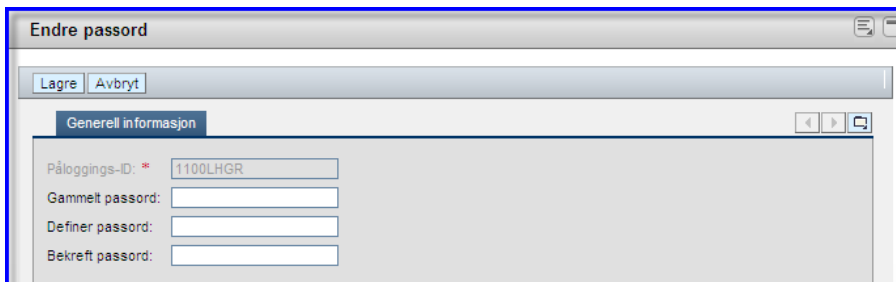 Endre passord
Lagre Avbryt
Generell informasjon
Påloggings-ID: * 1100LHGR
Gammelt passord:
Definer passord:
Bekreft passord: